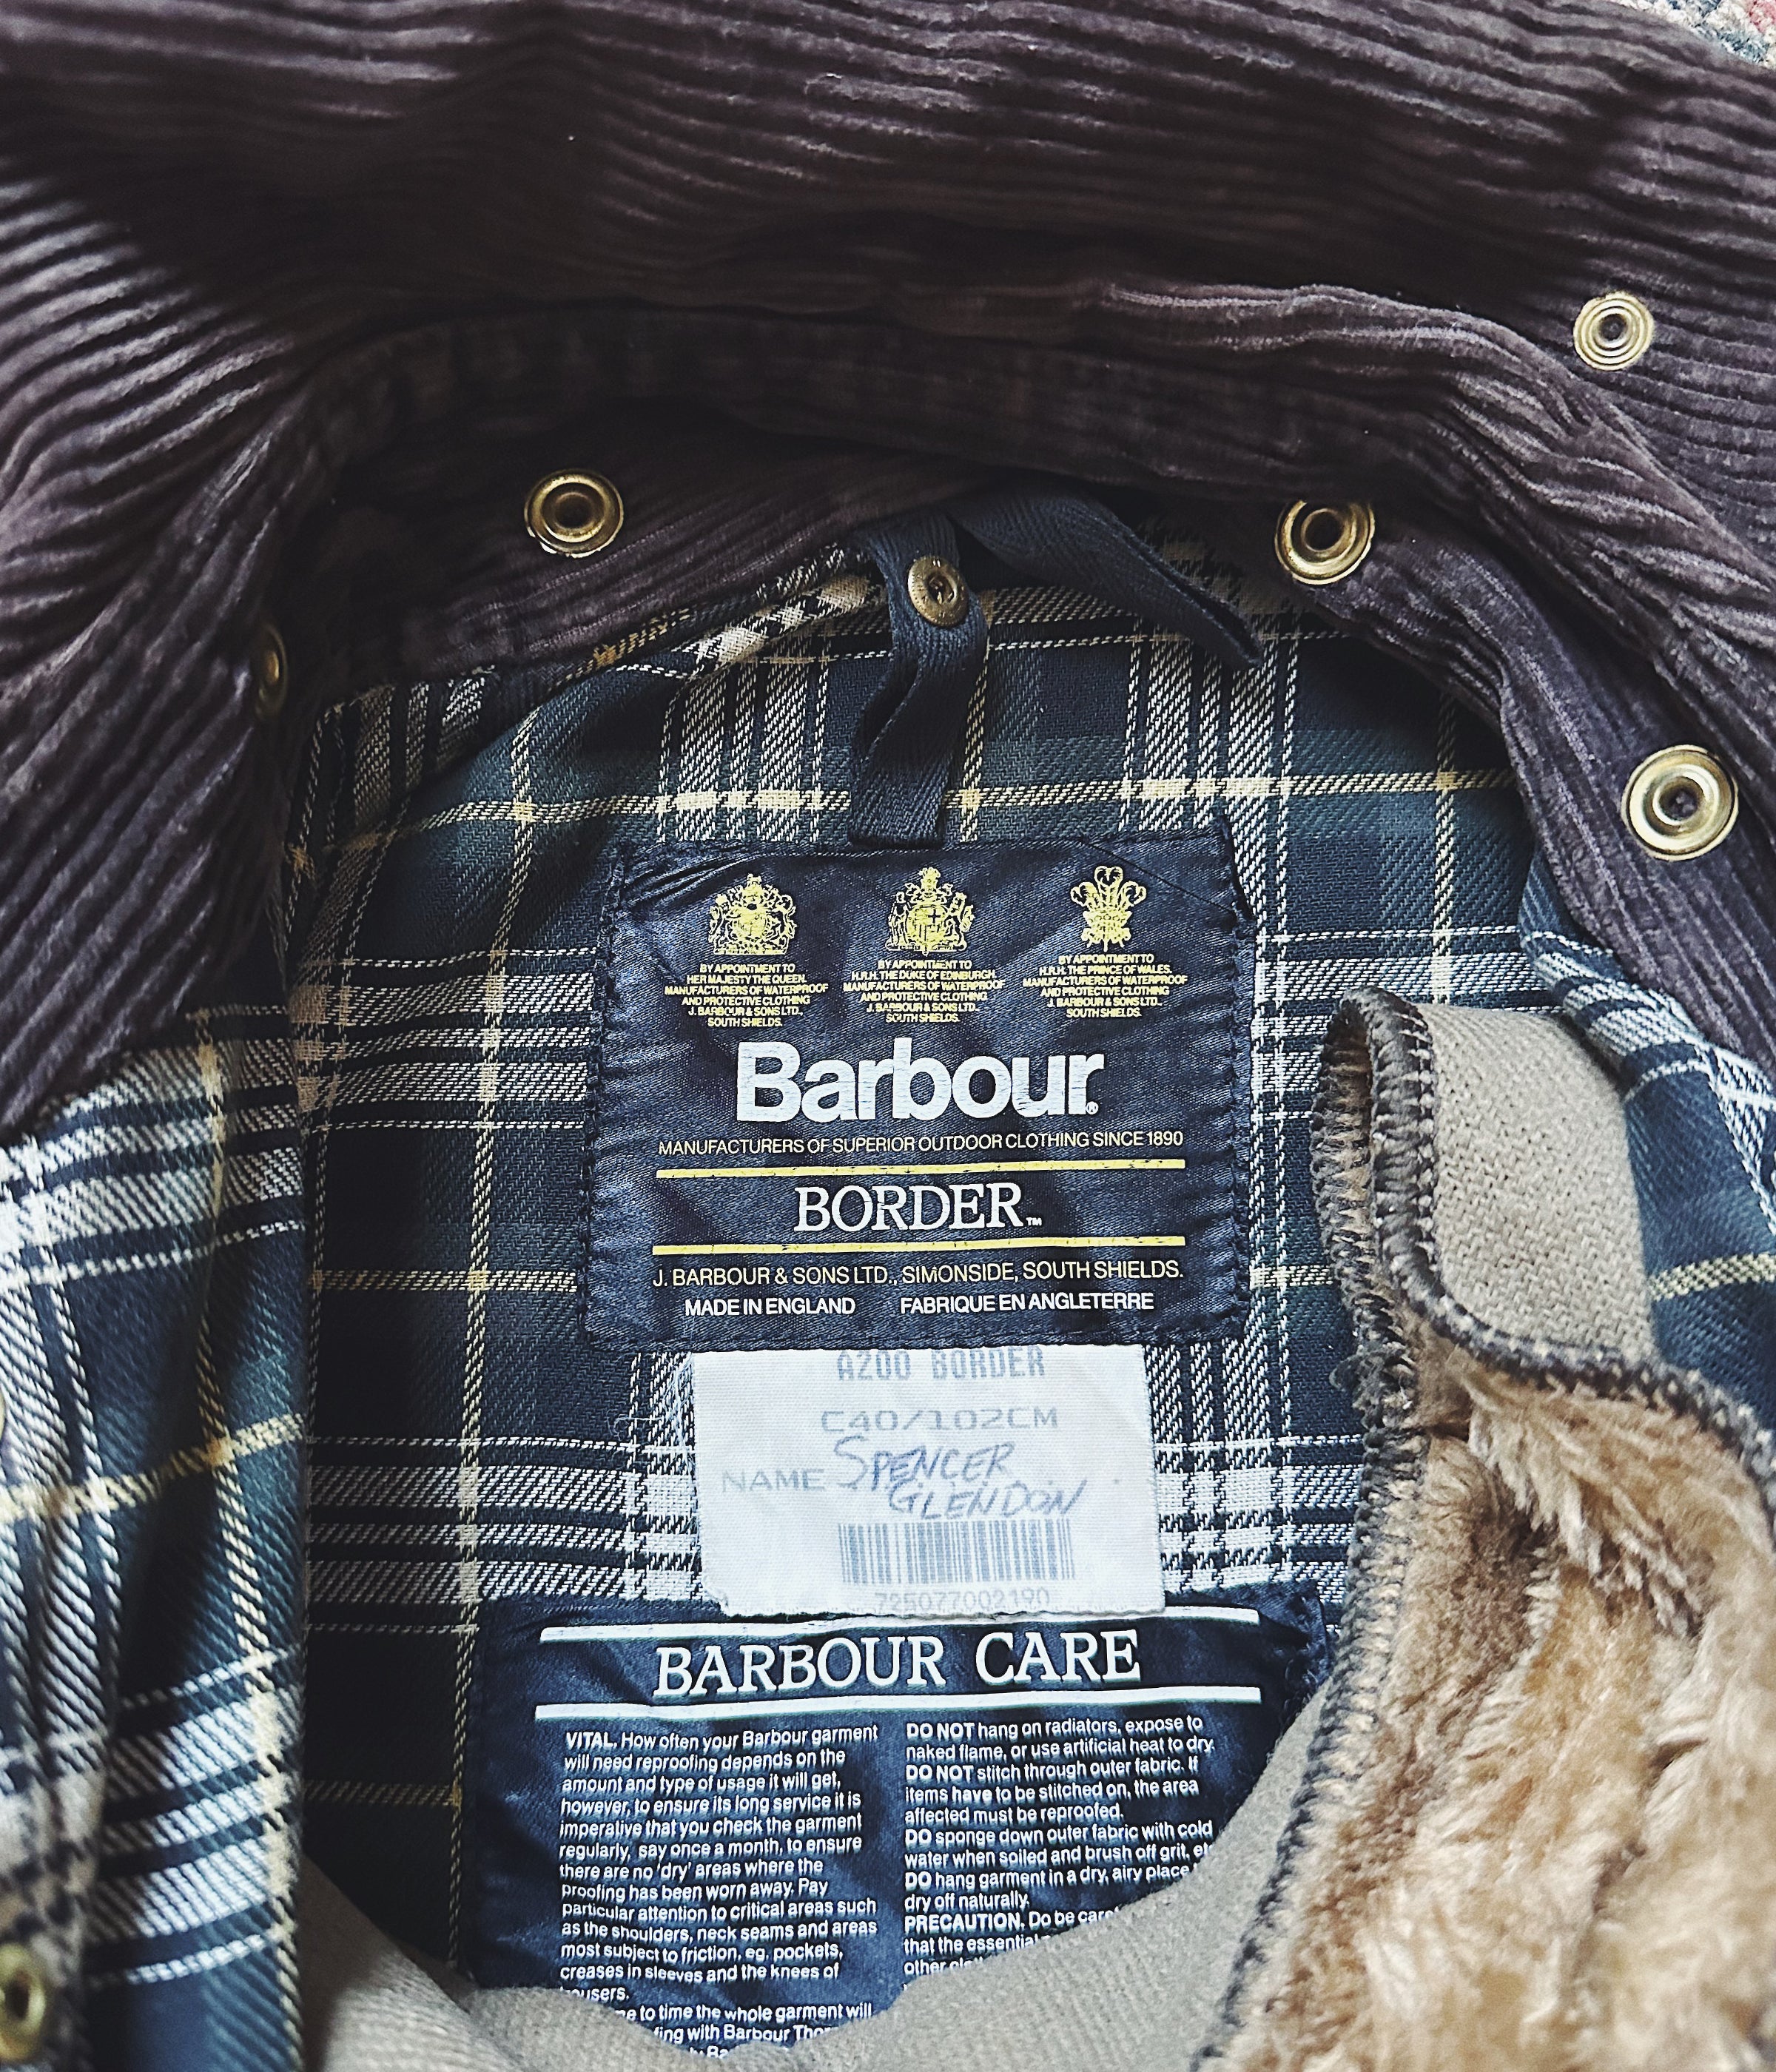 BY APPOINTMENT TO
HER MAJESTY THE QUEEN.
MANUFACTURERS OF WATERPROOF
AND PROTECTIVE CLOTHING
J. BARBOUR & SONS LTD.,
SOUTH SHIELDS.
BY APPOINTMENT TO
H.R.H. THE DUKE OF EDINBURGH.
MANUFACTURERS OF WATERPROOF
AND PROTECTIVE CLOTHING
J. BARBOUR & SONS LTD.,
SOUTH SHIELDS.
BY APPOINTMENT TO
H.R.H. THE PRINCE OF WALES.
MANUFACTURERS OF WATERPROOF
AND PROTECTIVE CLOTHING
J. BARBOUR & SONS LTD.,
SOUTH SHIELDS.
Barbour®
MANUFACTURERS OF SUPERIOR OUTDOOR CLOTHING SINCE 1890
BORDER™
J. BARBOUR & SONS LTD., SIMONSIDE, SOUTH SHIELDS.
MADE IN ENGLAND FABRIQUE EN ANGLETERRE
A200 BORDER
C40/102CM
NAME SPENCER
GLENDON
725077002190
BARBOUR CARE
VITAL. How often your Barbour garment
will need reproofing depends on the
amount and type of usage it will get,
however, to ensure its long service it is
imperative that you check the garment
regularly, say once a month, to ensure
there are no 'dry' areas where the
proofing has been worn away. Pay
particular attention to critical areas such
as the shoulders, neck seams and areas
most subject to friction, eg. pockets,
creases in sleeves and the knees of
to time the whole garment will
with Barbour
DO NOT hang on radiators, expose to
naked flame, or use artificial heat to dry.
DO NOT stitch through outer fabric. If
items have to be stitched on, the area
affected must be reproofed.
DO sponge down outer fabric with cold
water when soiled and brush off grit,
DO hang garment in a dry, airy place
dry off naturally.
PRECAUTION. Do be
that the essential
other